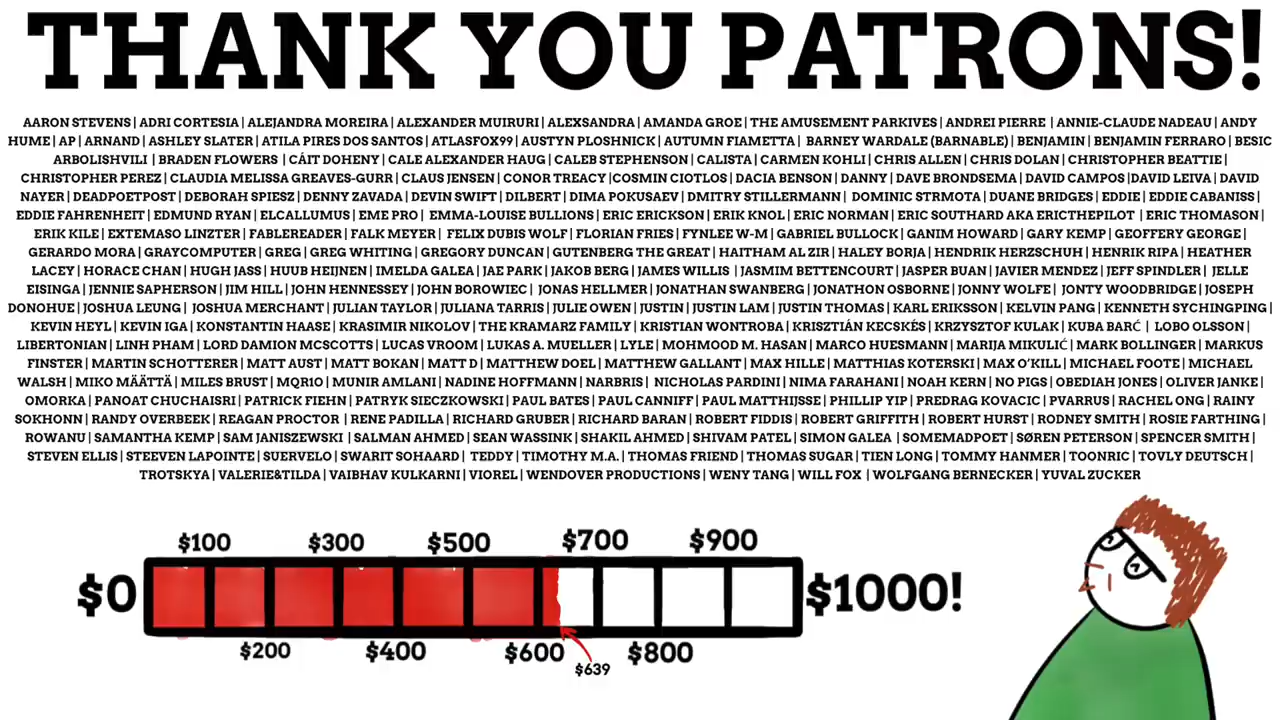 THANK YOU PATRONS!
AARON STEVENS | ADRI CORTESIA | ALEJANDRA MOREIRA | ALEXANDER MUIRURI | ALEXSANDRA | AMANDA GROE | THE AMUSEMENT PARKIVES | ANDREI PIERRE | ANNIE-CLAUDE NADEAU | ANDY
HUME | AP | ARNAND | ASHLEY SLATER | ATILA PIRES DOS SANTOS | ATLASFOX99 | AUSTYN PLOSHNICK | AUTUMN FIAMETTA | BARNEY WARDALE (BARNABLE) | BENJAMIN | BENJAMIN FERRARO | BESIC
ARBOLISHVILI | BRADEN FLOWERS | CÁIT DOHENY | CALE ALEXANDER HAUG | CALEB STEPHENSON | CALISTA | CARMEN KOHLI | CHRIS ALLEN | CHRIS DOLAN | CHRISTOPHER BEATTIE |
CHRISTOPHER PEREZ | CLAUDIA MELISSA GREAVES-GURR | CLAUS JENSEN | CONOR TREACY |COSMIN CIOTLOS | DACIA BENSON | DANNY | DAVE BRONDSEMA | DAVID CAMPOS |DAVID LEIVA | DAVID
NAYER | DEADPOETPOST | DEBORAH SPIESZ | DENNY ZAVADA | DEVIN SWIFT | DILBERT | DIMA POKUSAEV | DMITRY STILLERMANN | DOMINIC STRMOTA | DUANE BRIDGES | EDDIE | EDDIE CABANISS |
EDDIE FAHRENHEIT | EDMUND RYAN | ELCALLUMUS | EME PRO | EMMA-LOUISE BULLIONS | ERIC ERICKSON | ERIK KNOL | ERIC NORMAN | ERIC SOUTHARD AKA ERICTHEPILOT | ERIC THOMASON |
ERIK KILE | EXTEMASO LINZTER | FABLEREADER | FALK MEYER | FELIX DUBIS WOLF | FLORIAN FRIES | FYNLEE W-M | GABRIEL BULLOCK | GANIM HOWARD | GARY KEMP | GEOFFERY GEORGE |
GERARDO MORA | GRAYCOMPUTER | GREG | GREG WHITING | GREGORY DUNCAN | GUTENBERG THE GREAT | HAITHAM AL ZIR | HALEY BORJA | HENDRIK HERZSCHUH | HENRIK RIPA | HEATHER
LACEY | HORACE CHAN | HUGH JASS | HUUB HEIJNEN | IMELDA GALEA | JAE PARK | JAKOB BERG | JAMES WILLIS | JASMIM BETTENCOURT | JASPER BUAN | JAVIER MENDEZ | JEFF SPINDLER | JELLE
EISINGA | JENNIE SAPHERSON | JIM HILL | JOHN HENNESSEY | JOHN BOROWIEC | JONAS HELLMER | JONATHAN SWANBERG | JONATHON OSBORNE | JONNY WOLFE | JONTY WOODBRIDGE | JOSEPH
DONOHUE | JOSHUA LEUNG | JOSHUA MERCHANT | JULIAN TAYLOR | JULIANA TARRIS | JULIE OWEN | JUSTIN | JUSTIN LAM | JUSTIN THOMAS | KARL ERIKSSON | KELVIN PANG | KENNETH SYCHINGPING |
KEVIN HEYL | KEVIN IGA | KONSTANTIN HAASE | KRASIMIR NIKOLOV | THE KRAMARZ FAMILY | KRISTIAN WONTROBA | KRISZTIÁN KECSKÉS | KRZYSZTOF KULAK | KUBA BARĆ | LOBO OLSSON |
LIBERTONIAN | LINH PHAM | LORD DAMION MCSCOTTS | LUCAS VROOM | LUKAS A. MUELLER | LYLE | MOHMOOD M. HASAN | MARCO HUESMANN | MARIJA MIKULIĆ | MARK BOLLINGER | MARKUS
FINSTER | MARTIN SCHOTTERER | MATT AUST | MATT BOKAN | MATT D | MATTHEW DOEL | MATTHEW GALLANT | MAX HILLE | MATTHIAS KOTERSKI | MAX O'KILL | MICHAEL FOOTE | MICHAEL
WALSH | MIKO MÄÄTTÄ | MILES BRUST | MQR10 | MUNIR AMLANI | NADINE HOFFMANN | NARBRIS | NICHOLAS PARDINI | NIMA FARAHANI | NOAH KERN | NO PIGS | OBEDIAH JONES | OLIVER JANKE |
OMORKA | PANOAT CHUCHAISRI | PATRICK FIEHN | PATRYK SIECZKOWSKI | PAUL BATES | PAUL CANNIFF | PAUL MATTHIJSSE | PHILLIP YIP | PREDRAG KOVACIC | PVARRUS | RACHEL ONG | RAINY
SOKHONN | RANDY OVERBEEK | REAGAN PROCTOR | RENE PADILLA | RICHARD GRUBER | RICHARD BARAN | ROBERT FIDDIS | ROBERT GRIFFITH | ROBERT HURST | RODNEY SMITH | ROSIE FARTHING |
ROWANU | SAMANTHA KEMP | SAM JANISZEWSKI | SALMAN AHMED | SEAN WASSINK | SHAKIL AHMED | SHIVAM PATEL | SIMON GALEA | SOMEMADPOET | SØREN PETERSON | SPENCER SMITH |
STEVEN ELLIS | STEEVEN LAPOINTE | SUERVELO | SWARIT SOHAARD | TEDDY | TIMOTHY M.A. | THOMAS FRIEND | THOMAS SUGAR | TIEN LONG | TOMMY HANMER | TOONRIC | TOVLY DEUTSCH |
TROTSKYA | VALERIE&TILDA | VAIBHAV KULKARNI | VIOREL | WENDOVER PRODUCTIONS | WENY TANG | WILL FOX | WOLFGANG BERNECKER | YUVAL ZUCKER
$100 $300 $500 $700 $900
$0 $1000!
$200 $400 $600 $800
$639